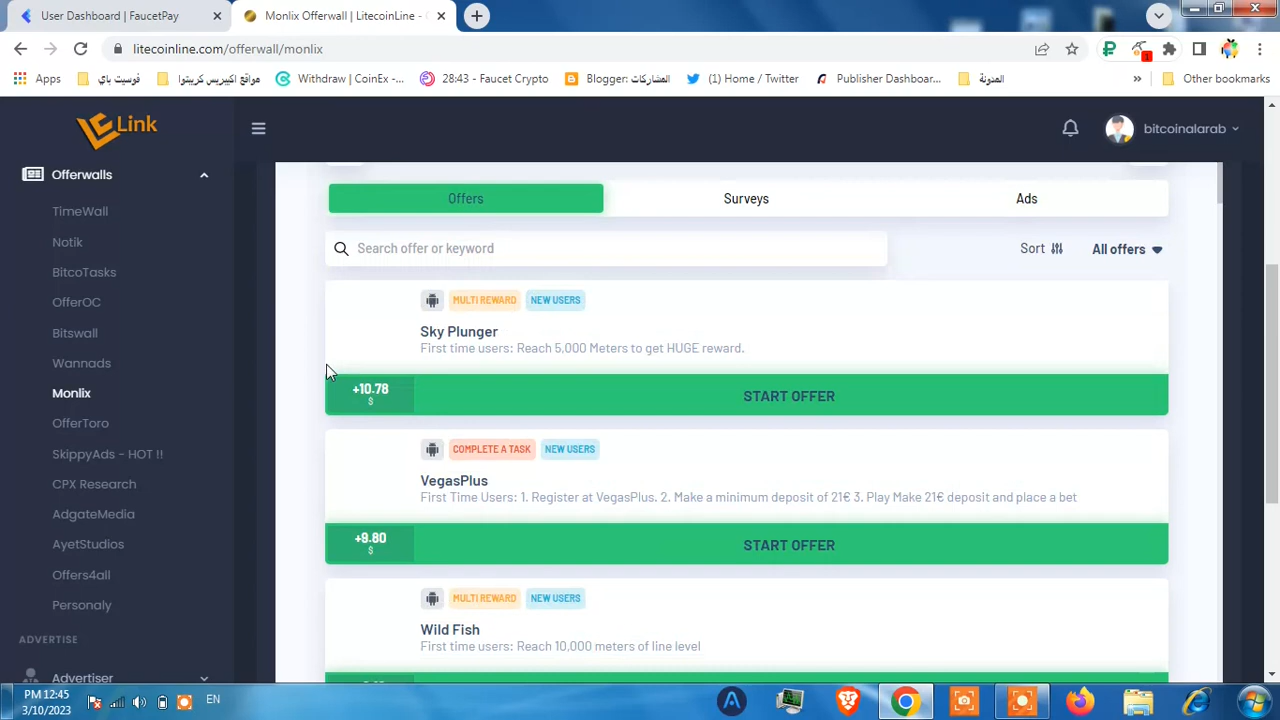 User Dashboard | FaucetPay
Monlix Offerwall | LitecoinLine -
litecoinline.com/offerwall/monlix
1
Apps
فوسيت باي
مواقع اكيبريس كريبتوا
Withdraw | CoinEx -...
28:43 - Faucet Crypto
Blogger: المشاركات
(1) Home / Twitter
Publisher Dashboar...
المدونة
»
Other bookmarks
Link
bitcoinalarab
Offerwalls
TimeWall
Notik
BitcoTasks
OfferOC
Bitswall
Wannads
Monlix
OfferToro
SkippyAds - HOT !!
CPX Research
AdgateMedia
AyetStudios
Offers4all
Personaly
ADVERTISE
Advertiser
Offers
Surveys
Ads
Search offer or keyword
Sort
All offers
MULTI REWARD
NEW USERS
Sky Plunger
First time users: Reach 5,000 Meters to get HUGE reward.
+10.78
$
START OFFER
COMPLETE A TASK
NEW USERS
VegasPlus
First Time Users: 1. Register at VegasPlus. 2. Make a minimum deposit of 21€ 3. Play Make 21€ deposit and place a bet
+9.80
$
START OFFER
MULTI REWARD
NEW USERS
Wild Fish
First time users: Reach 10,000 meters of line level
PM 12:45
3/10/2023
EN